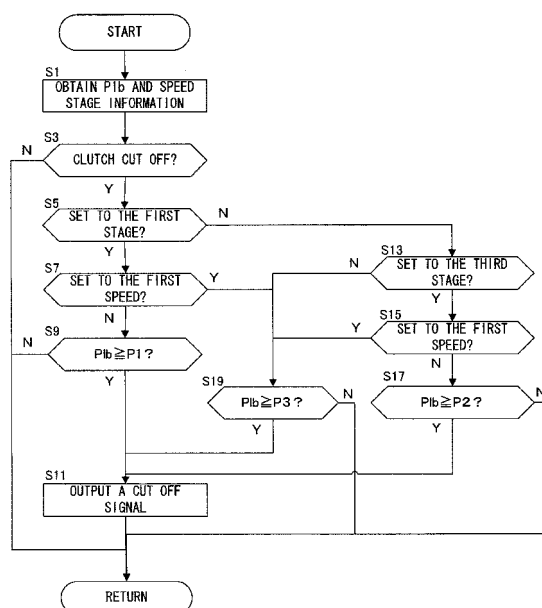 START
S1
OBTAIN Plb AND SPEED
STAGE INFORMATION
S3
N
CLUTCH CUT OFF?
Y
S5
N
SET TO THE FIRST
STAGE?
Y
S7
Y
SET TO THE FIRST
SPEED?
N
S9
N
Plb≧P1?
Y
S13
N
SET TO THE THIRD
STAGE?
Y
S15
Y
SET TO THE FIRST
SPEED?
N
S19
N
Plb≧P3?
Y
S17
N
Plb≧P2?
Y
S11
OUTPUT A CUT OFF
SIGNAL
RETURN